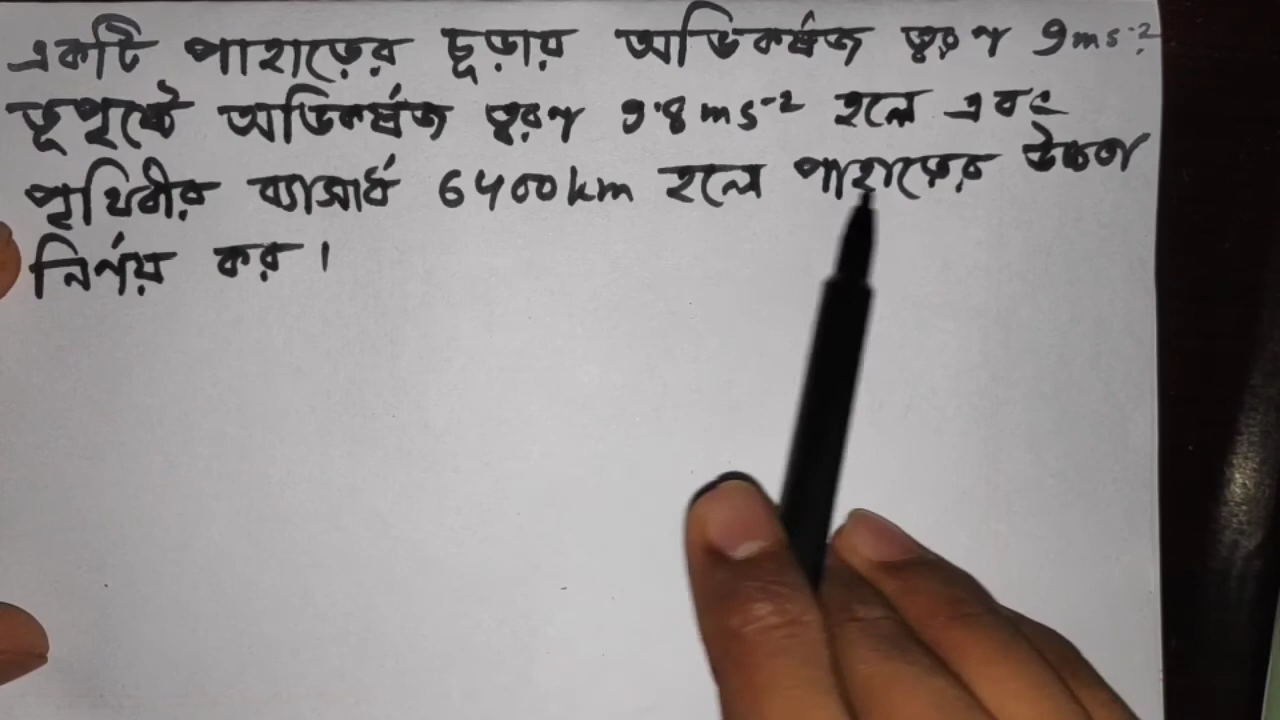 একটি পাহাড়ের চূড়ায় অভিকর্ষজ ত্বরণ 9ms⁻².
ভূপৃষ্টে অভিকর্ষজ ত্বরণ 9.8ms⁻² হলে এবং
পৃথিবীর ব্যাসার্ধ 6400km হলে পাহাড়ের উচ্চতা
নির্ণয় কর।